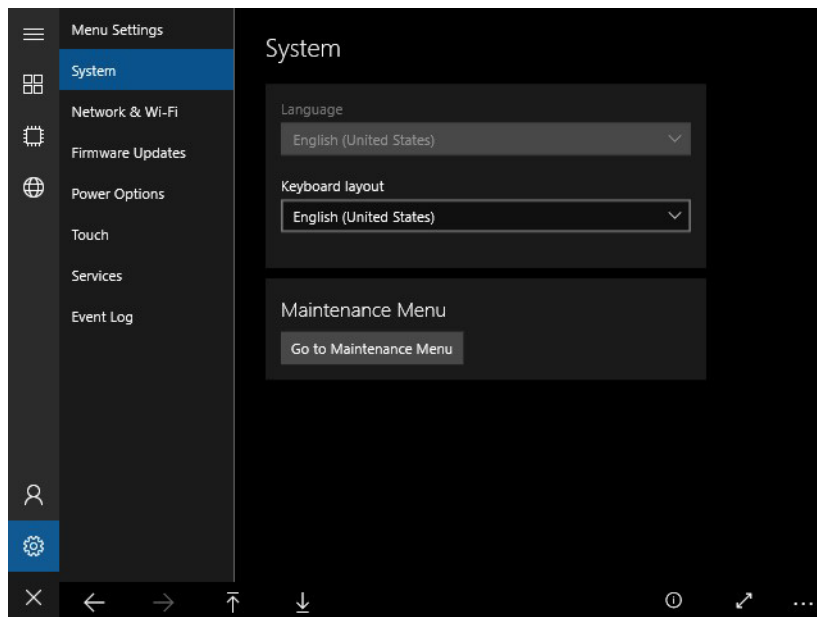 Menu Settings
System
Network & Wi-Fi
Firmware Updates
Power Options
Touch
Services
Event Log
System
Language
English (United States)
Keyboard layout
English (United States)
Maintenance Menu
Go to Maintenance Menu